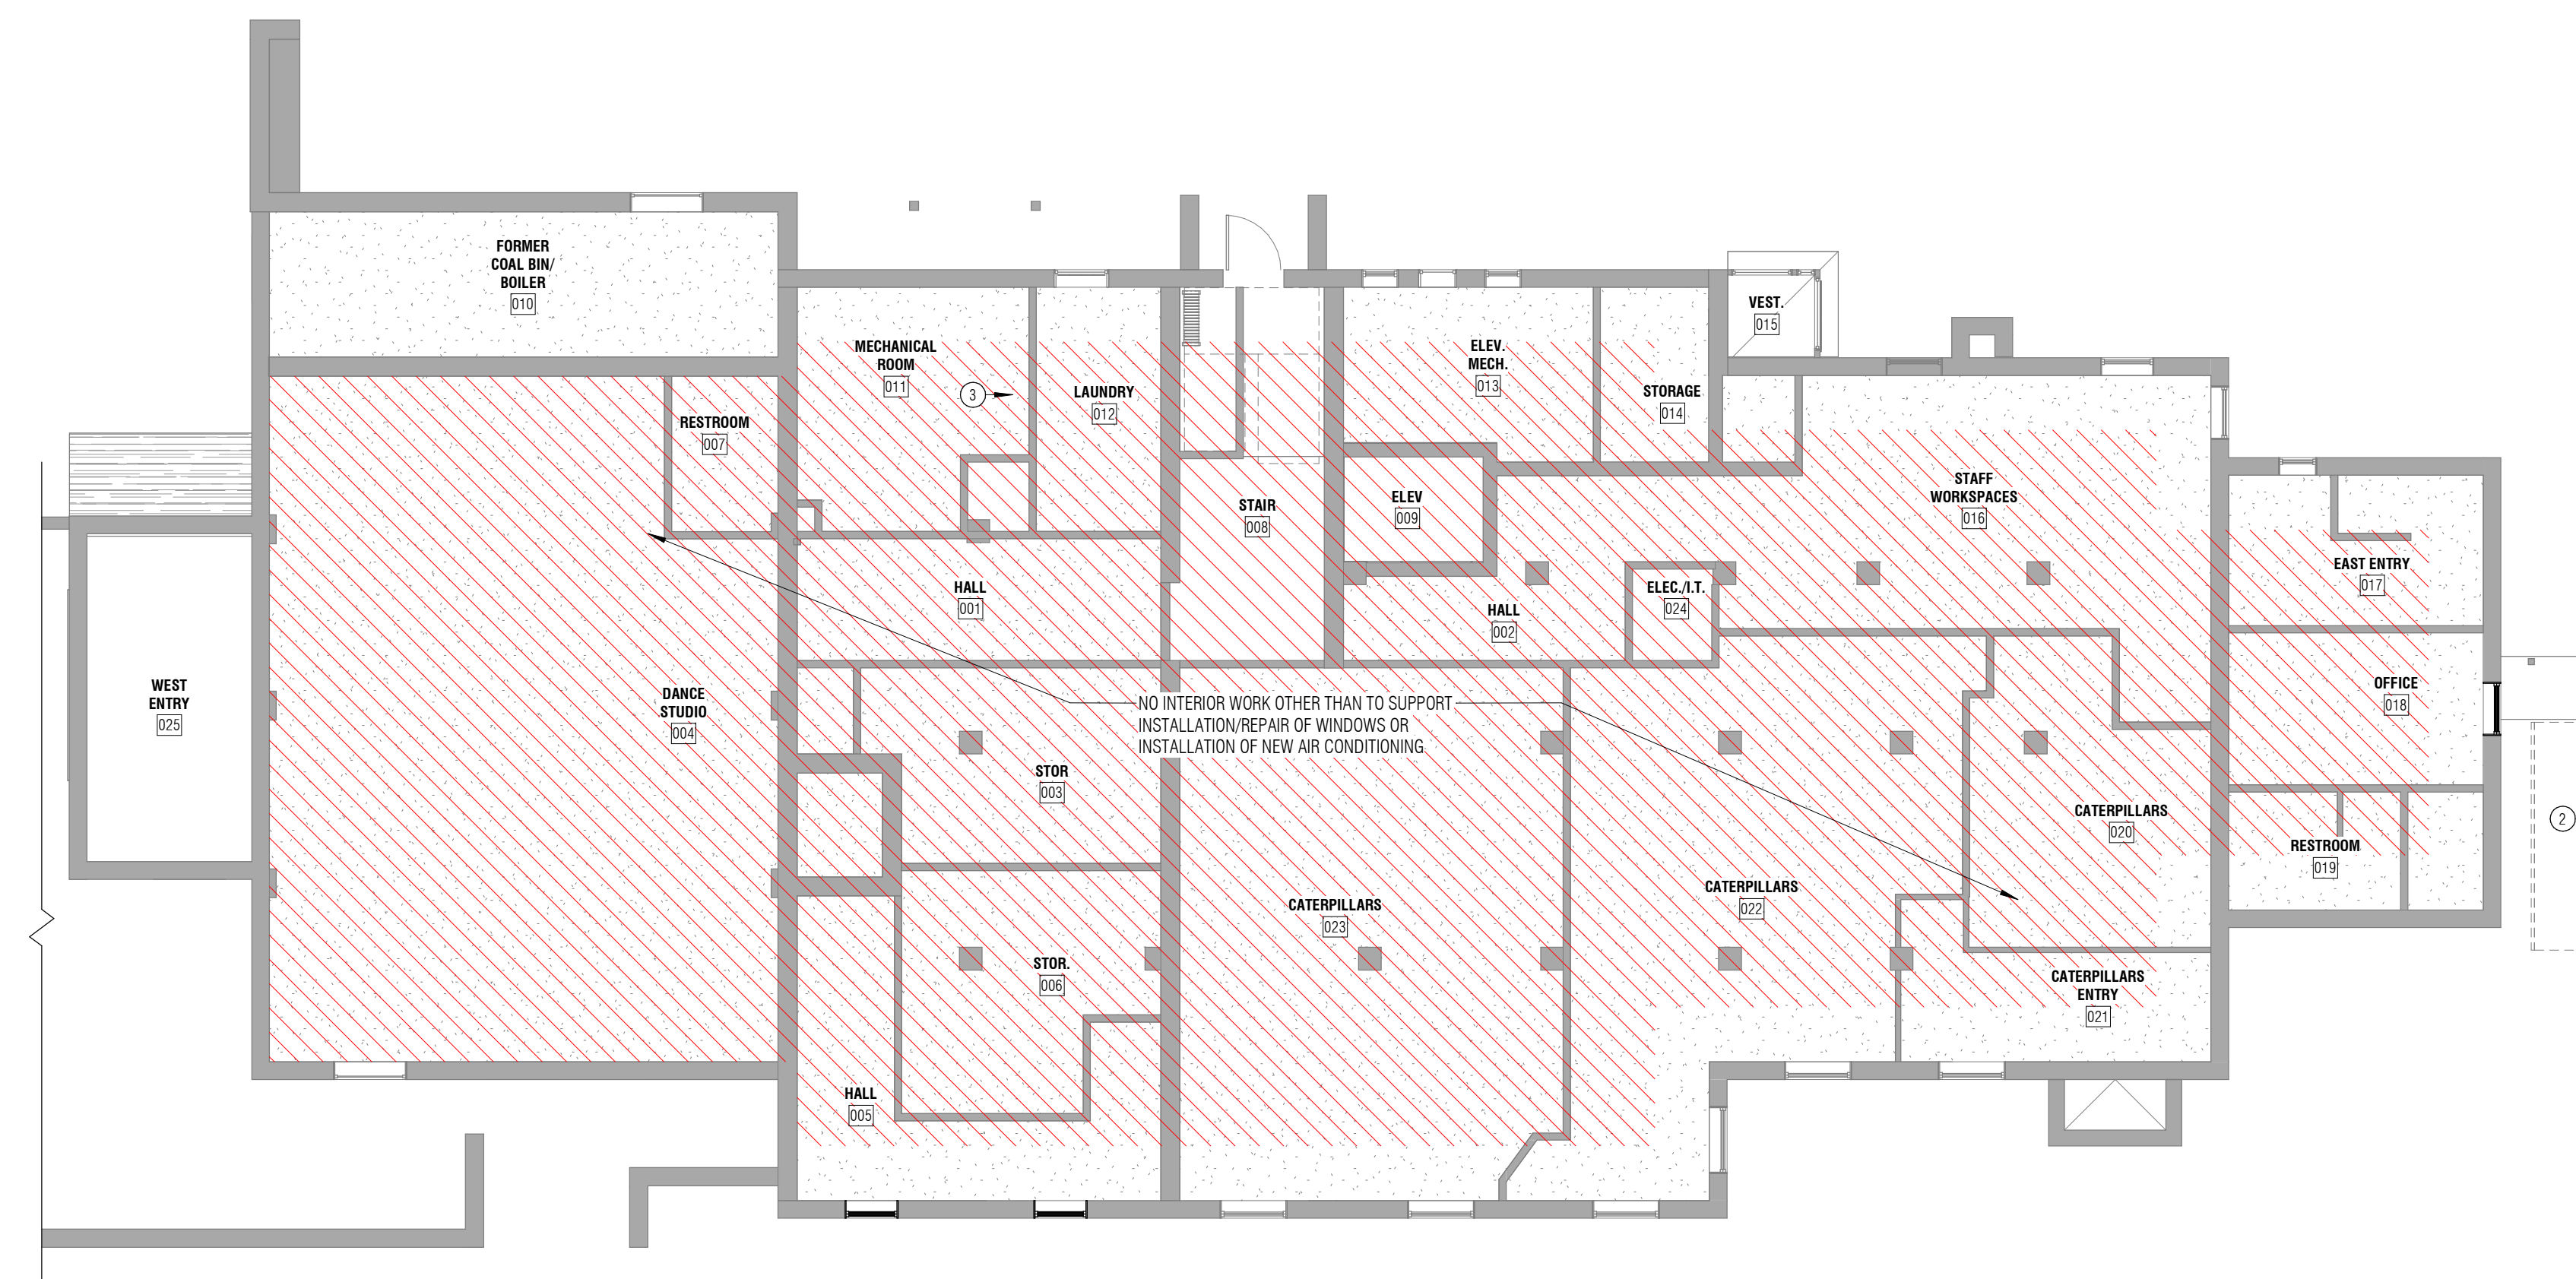 FORMER
COAL BIN/
BOILER
010
VEST.
015
MECHANICAL
ROOM
011
3
LAUNDRY
012
ELEV.
MECH.
013
STORAGE
014
RESTROOM
007
STAIR
008
ELEV
009
STAFF
WORKSPACES
016
HALL
001
HALL
002
ELEC./I.T.
024
EAST ENTRY
017
WEST
ENTRY
025
DANCE
STUDIO
004
NO INTERIOR WORK OTHER THAN TO SUPPORT
INSTALLATION/REPAIR OF WINDOWS OR
INSTALLATION OF NEW AIR CONDITIONING
OFFICE
018
STOR
003
CATERPILLARS
020
2
RESTROOM
019
CATERPILLARS
023
CATERPILLARS
022
STOR.
006
CATERPILLARS
ENTRY
021
HALL
005